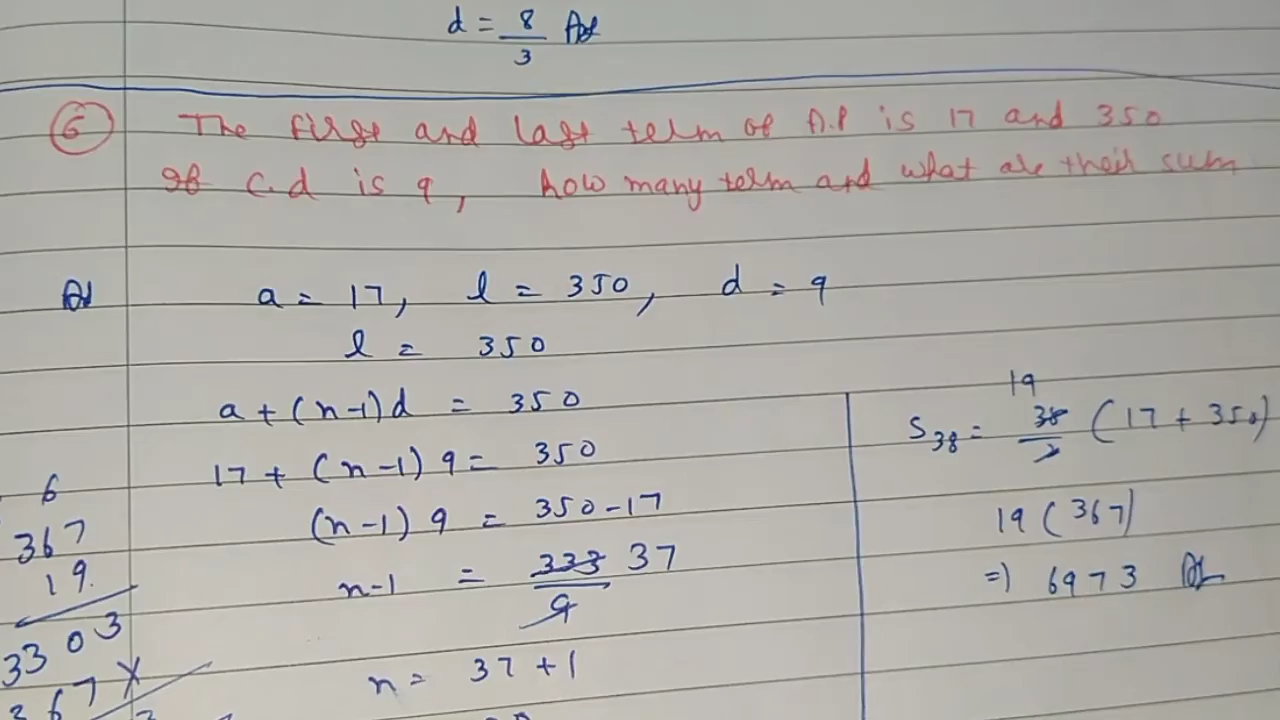 d = 8/3 Ans
6 The first and last term of A.P is 17 and 350
If C.d is 9, how many term and what are their sum
a = 17, l = 350, d = 9
l = 350
a + (n-1)d = 350
17 + (n-1) 9 = 350
(n-1) 9 = 350-17
n-1 = 333/9 37
n = 37 + 1
19
S38 = 38/2 (17 + 350)
19 (367)
=) 6973
6
367
19.
3303
367 X